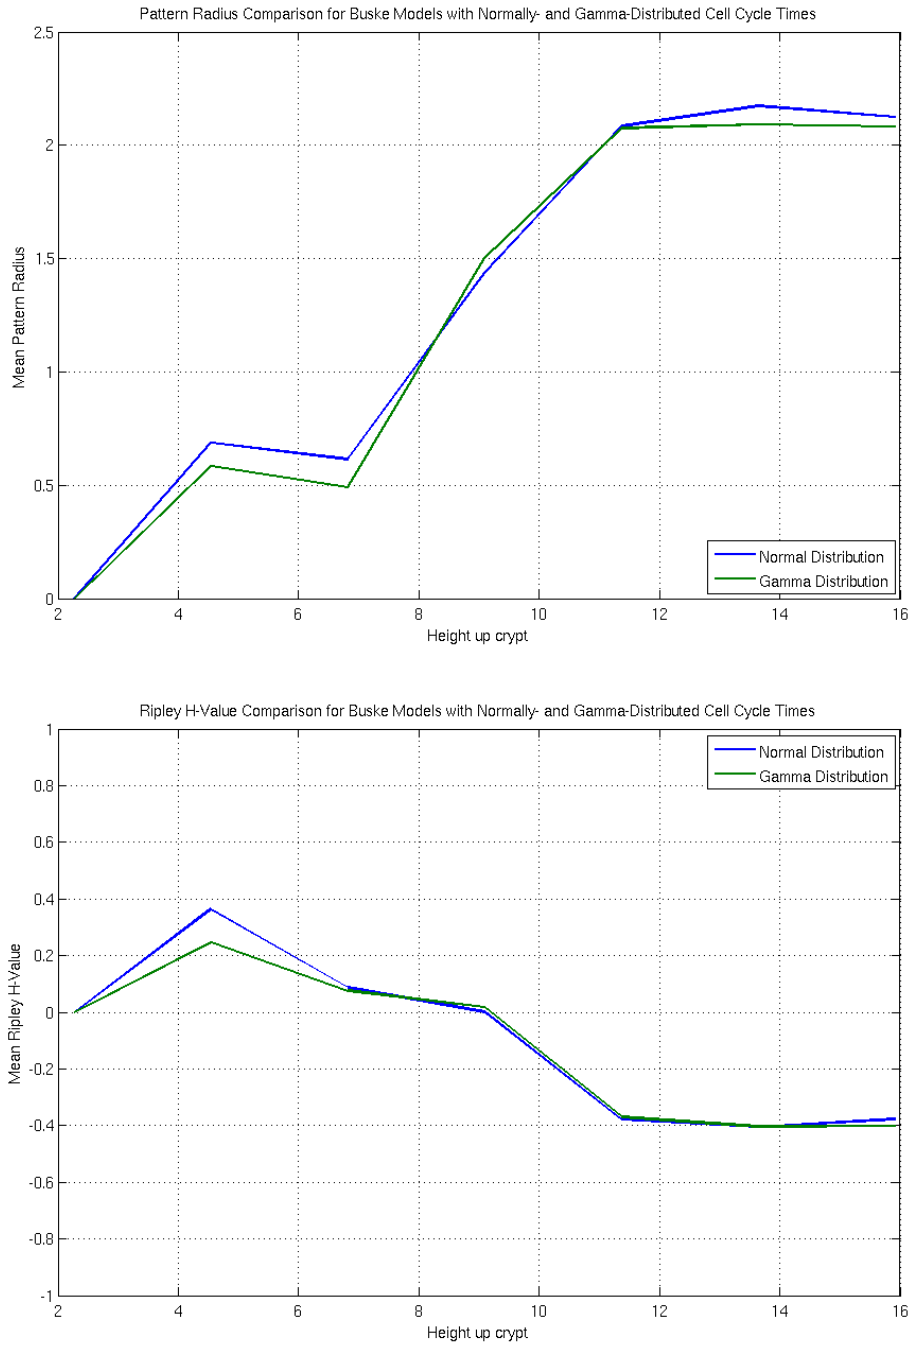 Pattern Radius Comparison for Buske Models with Normally- and Gamma-Distributed Cell Cycle Times
2.5
2
1.5
1
0.5
0
Mean Pattern Radius
Normal Distribution
Gamma Distribution
2 4 6 8 10 12 14 16
Height up crypt
Ripley H-Value Comparison for Buske Models with Normally- and Gamma-Distributed Cell Cycle Times
1
0.8
0.6
0.4
0.2
0
-0.2
-0.4
-0.6
-0.8
-1
Mean Ripley H-Value
Normal Distribution
Gamma Distribution
2 4 6 8 10 12 14 16
Height up crypt